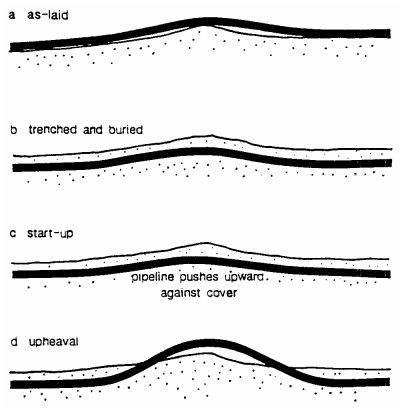 a as-laid
b trenched and buried
c start-up
pipeline pushes upward
against cover
d upheaval